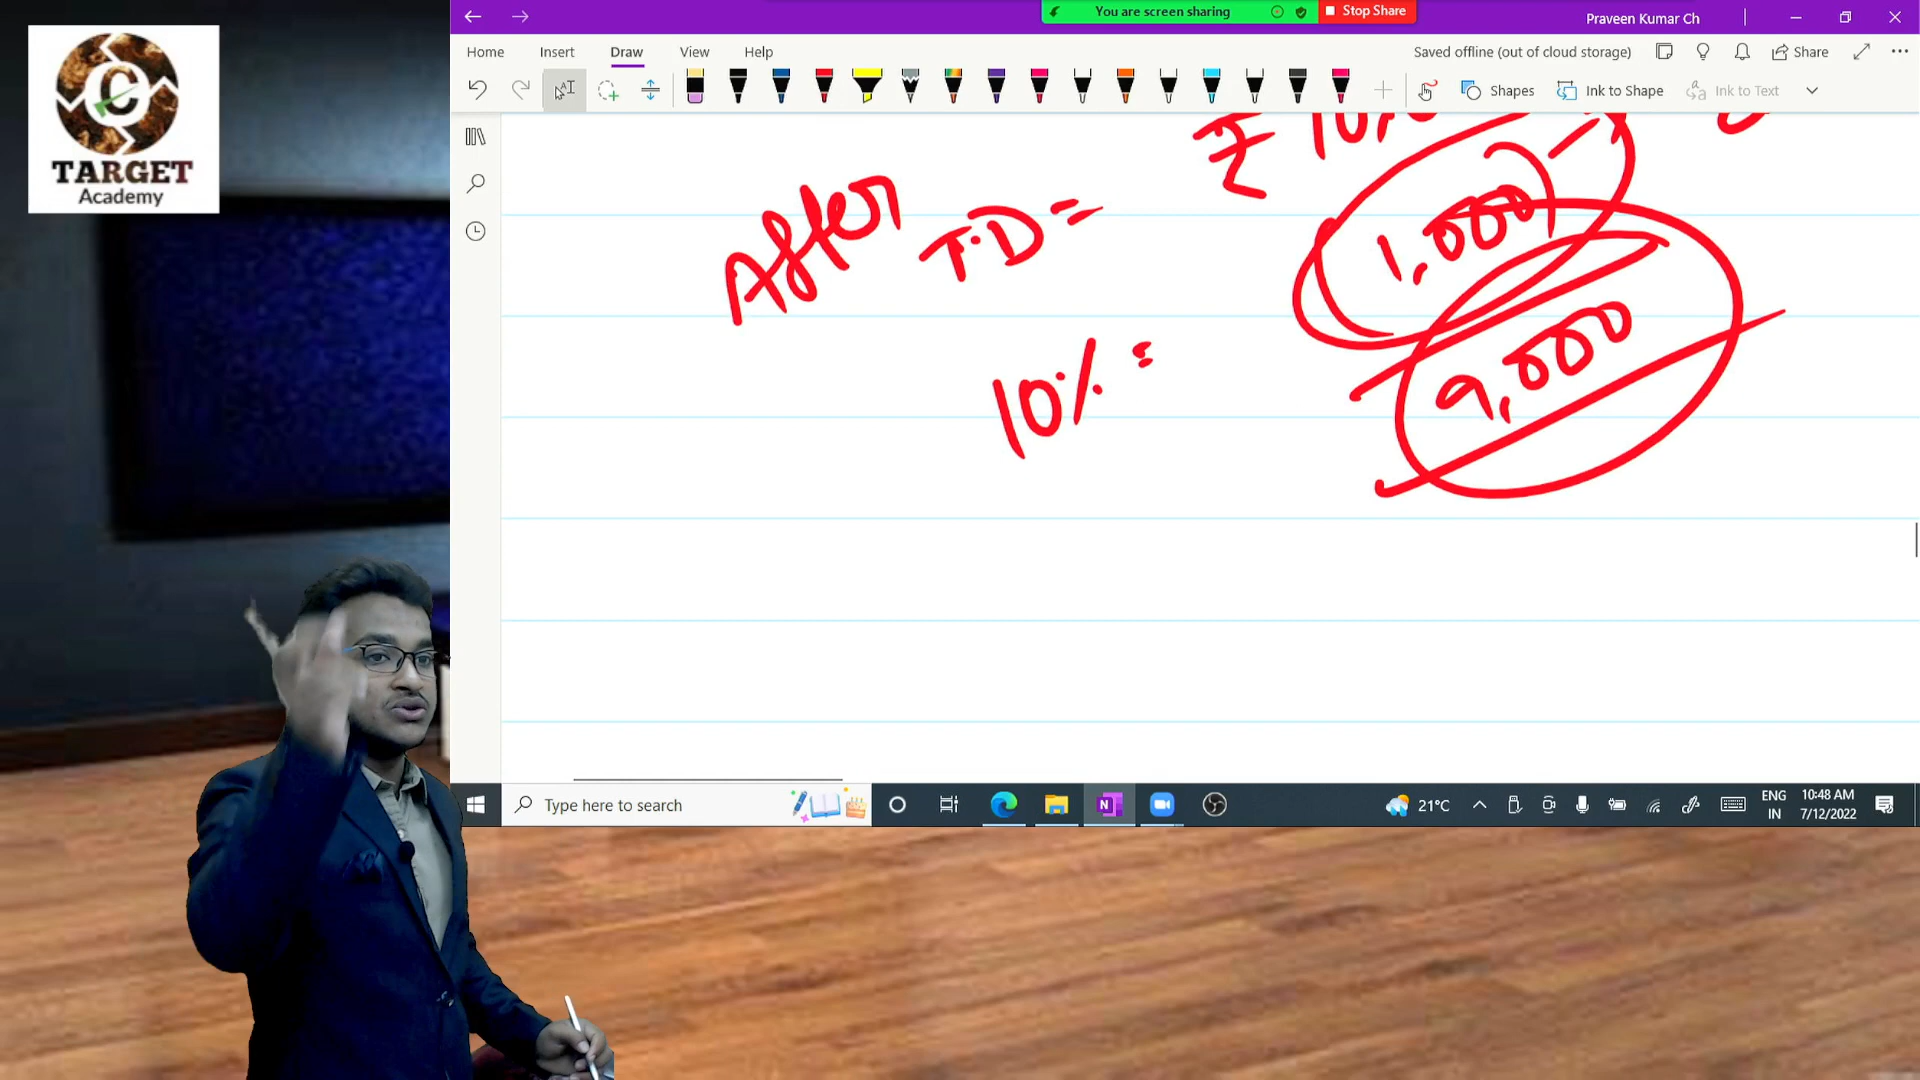 C
TARGET
Academy
You are screen sharing
Stop Share
Praveen Kumar Ch
Home Insert Draw View Help
Saved offline (out of cloud storage)
Share
Shapes
Ink to Shape
Ink to Text
After T.D =
1,000
10% =
9,000
Type here to search
N
21°C
ENG
IN
10:48 AM
7/12/2022